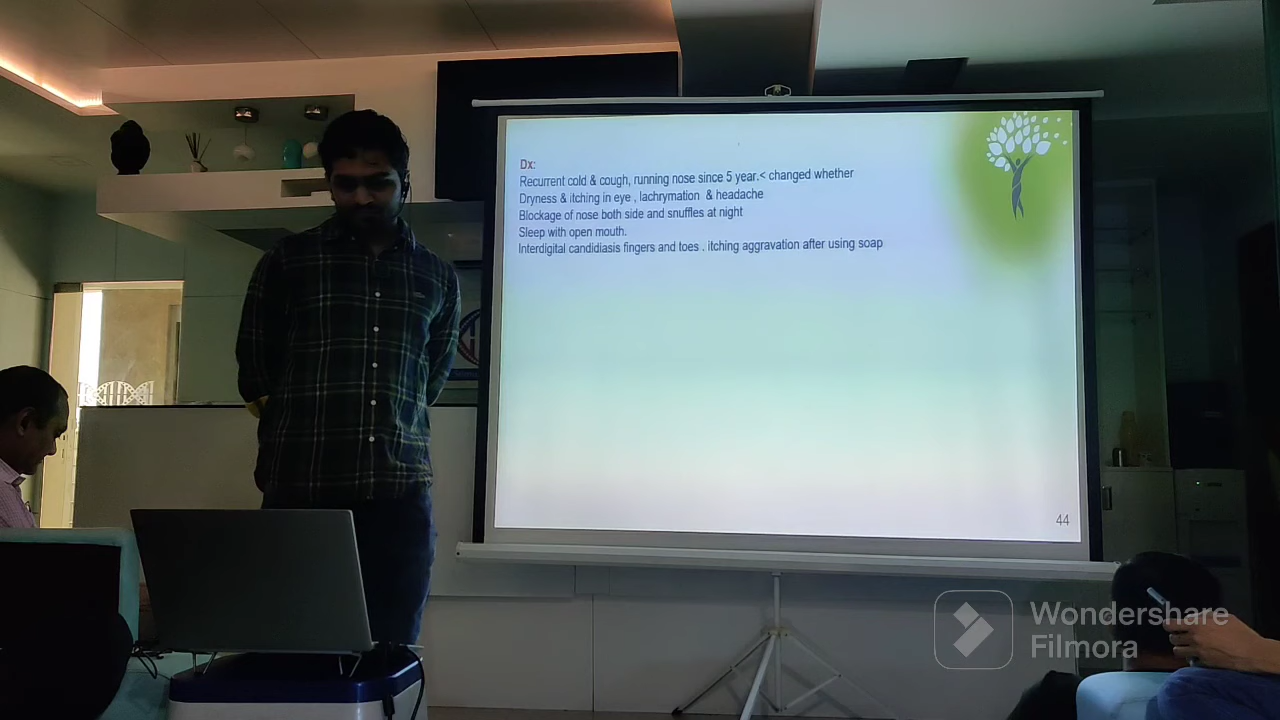 Dx:
Recurrent cold & cough, running nose since 5 year.< changed whether
Dryness & itching in eye , lachrymation & headache
Blockage of nose both side and snuffles at night
Sleep with open mouth.
Interdigital candidiasis fingers and toes . itching aggravation after using soap
44
Wondershare
Filmora